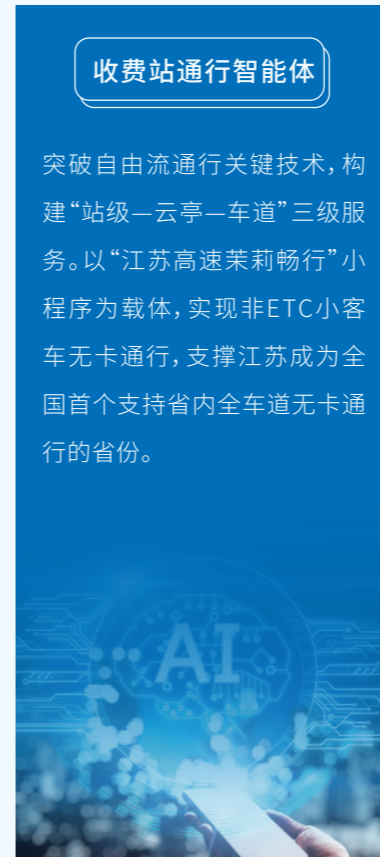 收费站通行智能体
突破自由流通行关键技术，构
建“站级—云亭—车道”三级服
务。以“江苏高速茉莉畅行”小
程序为载体，实现非ETC小客
车无卡通行，支撑江苏成为全
国首个支持省内全车道无卡通
行的省份。
AI